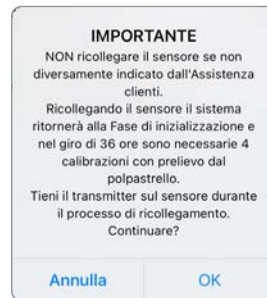 IMPORTANTE
NON ricollegare il sensore se non
diversamente indicato dall'Assistenza
clienti.
Ricollegando il sensore il sistema
ritornerà alla Fase di inizializzazione e
nel giro di 36 ore sono necessarie 4
calibrazioni con prelievo dal
polpastrello.
Tieni il transmitter sul sensore durante
il processo di ricollegamento.
Continuare?
Annulla
OK